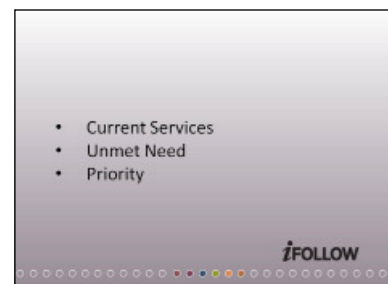 • Current Services
• Unmet Need
• Priority
iFOLLOW